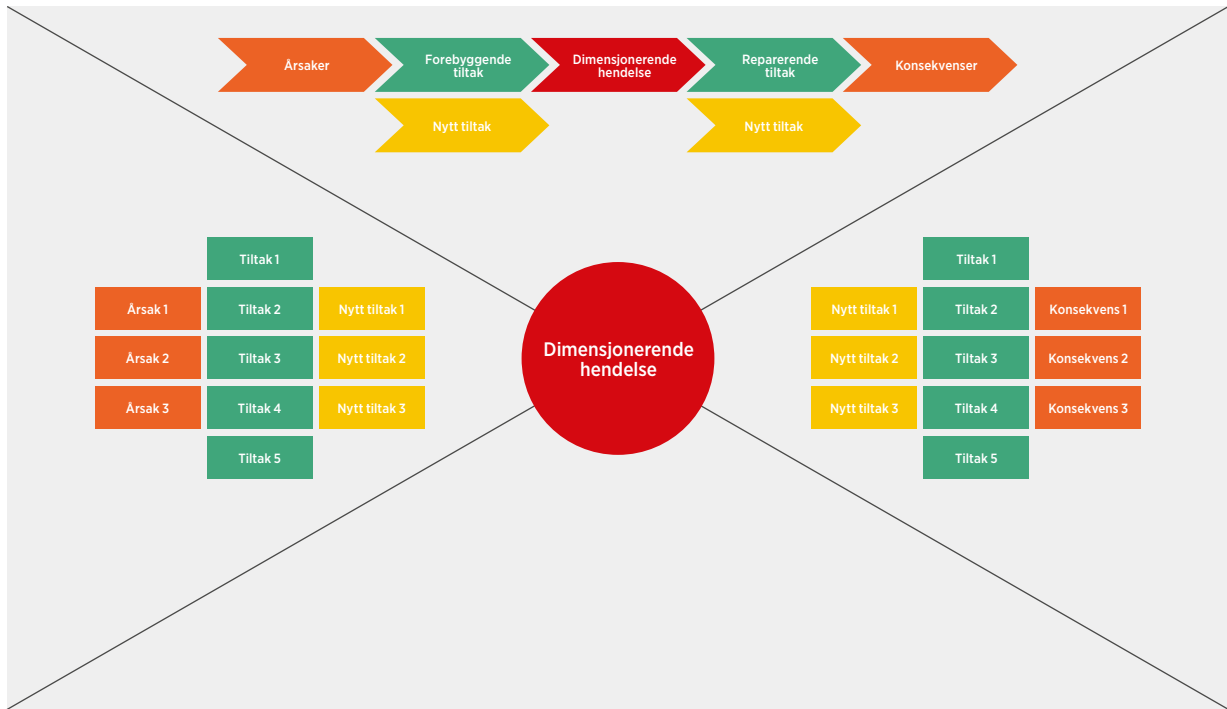 Årsaker
Forebyggende
tiltak
Dimensjonerende
hendelse
Reparerende
tiltak
Konsekvenser
Nytt tiltak
Nytt tiltak
Tiltak 1
Årsak 1
Tiltak 2
Nytt tiltak 1
Årsak 2
Tiltak 3
Nytt tiltak 2
Årsak 3
Tiltak 4
Nytt tiltak 3
Tiltak 5
Dimensjonerende
hendelse
Tiltak 1
Nytt tiltak 1
Tiltak 2
Konsekvens 1
Nytt tiltak 2
Tiltak 3
Konsekvens 2
Nytt tiltak 3
Tiltak 4
Konsekvens 3
Tiltak 5